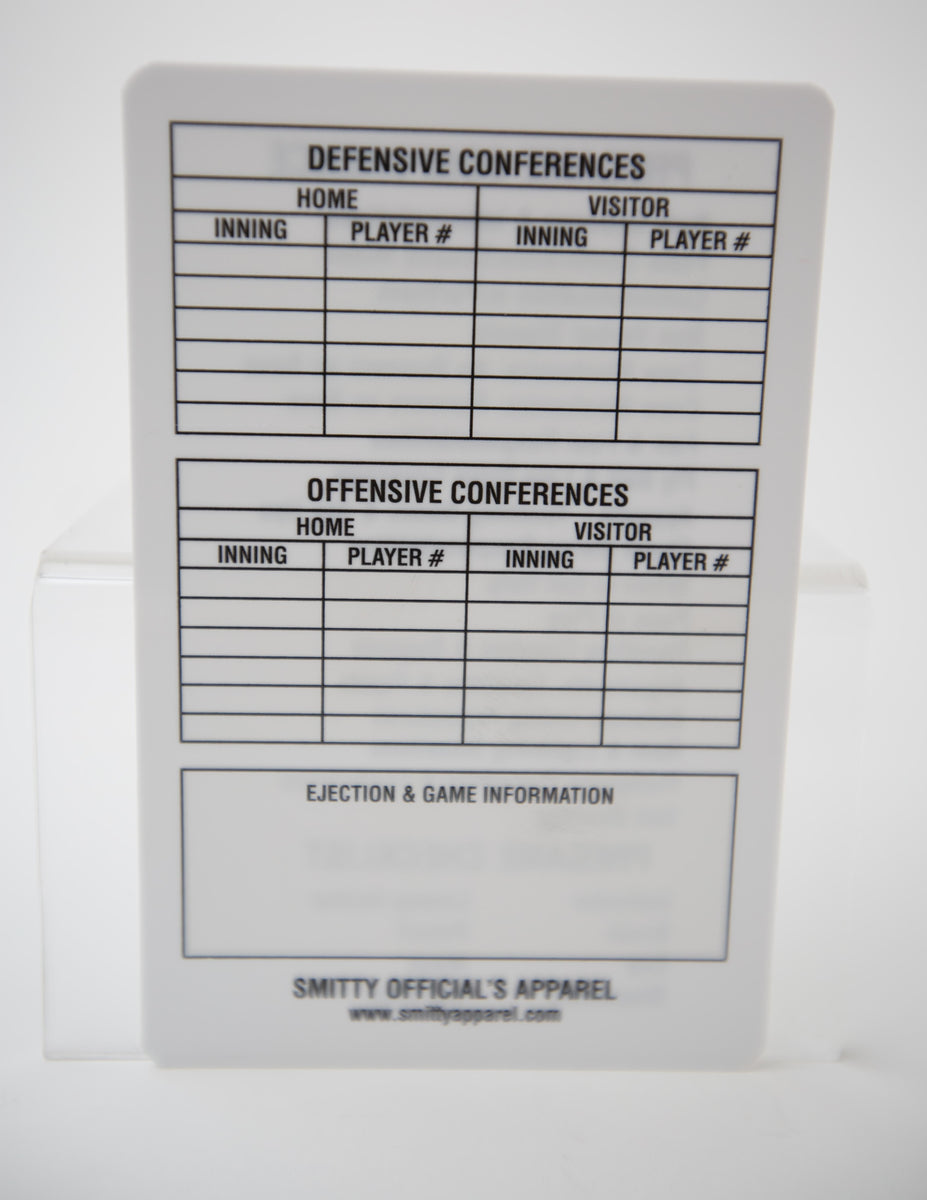 DEFENSIVE CONFERENCES
HOME VISITOR
INNING PLAYER # INNING PLAYER #
OFFENSIVE CONFERENCES
HOME VISITOR
INNING PLAYER # INNING PLAYER #
EJECTION & GAME INFORMATION
SMITTY OFFICIAL'S APPAREL
www.smittyapparel.com